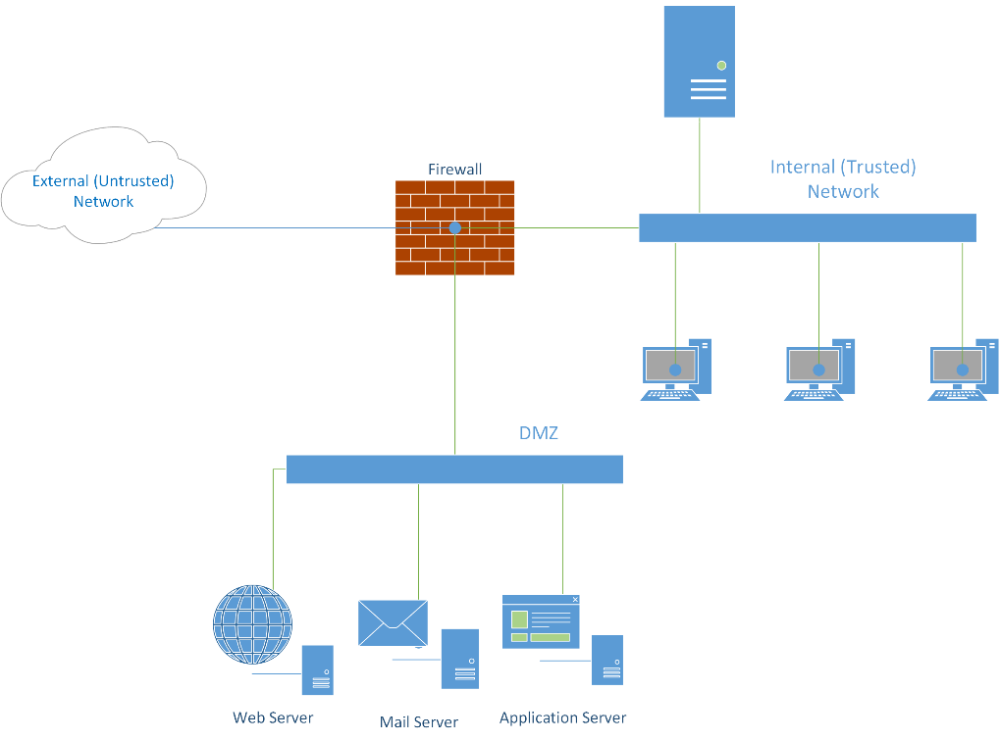 External (Untrusted)
Network
Firewall
Internal (Trusted)
Network
DMZ
Web Server
Mail Server
Application Server